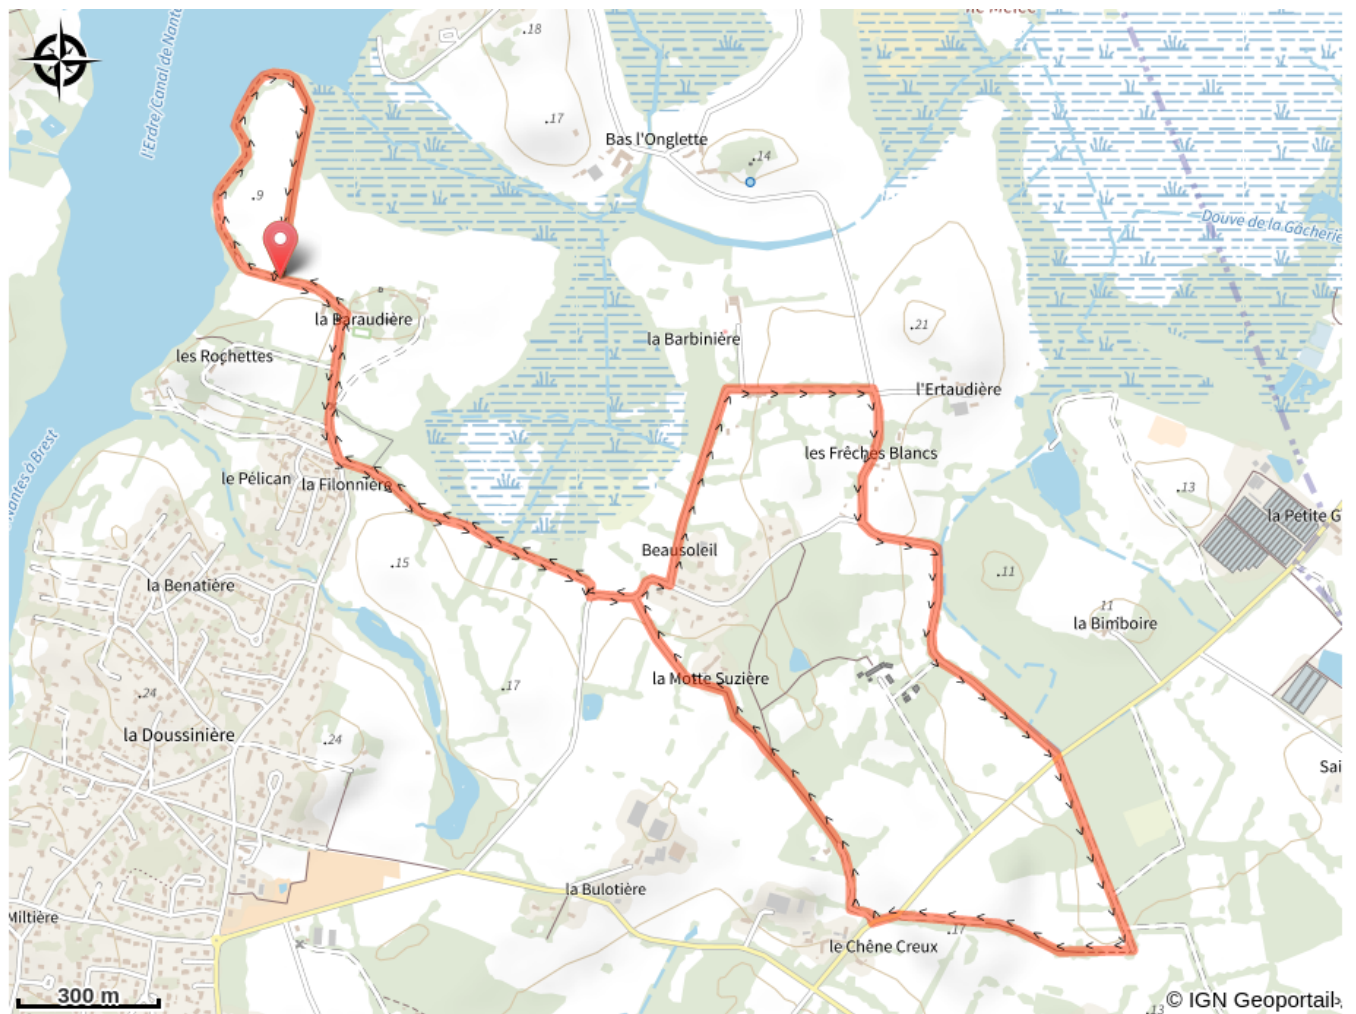 18
l'Erdre/Canal de Nant
17
Bas l'Onglette
14
9
Douve de la Gâcherie
la Baraudière
21
la Barbinière
les Rochettes
l'Ertaudière
les Frêches Blancs
Nantes à Brest
le Pélican
la Filonnière
13
la Petite G
Beausoleil
15
11
la Benatière
11
la Bimboire
la Motte Suzière
17
24
la Doussinière
24
Sai
la Bulotière
Miltière
17
le Chêne Creux
300 m
13
© IGN Geoportail